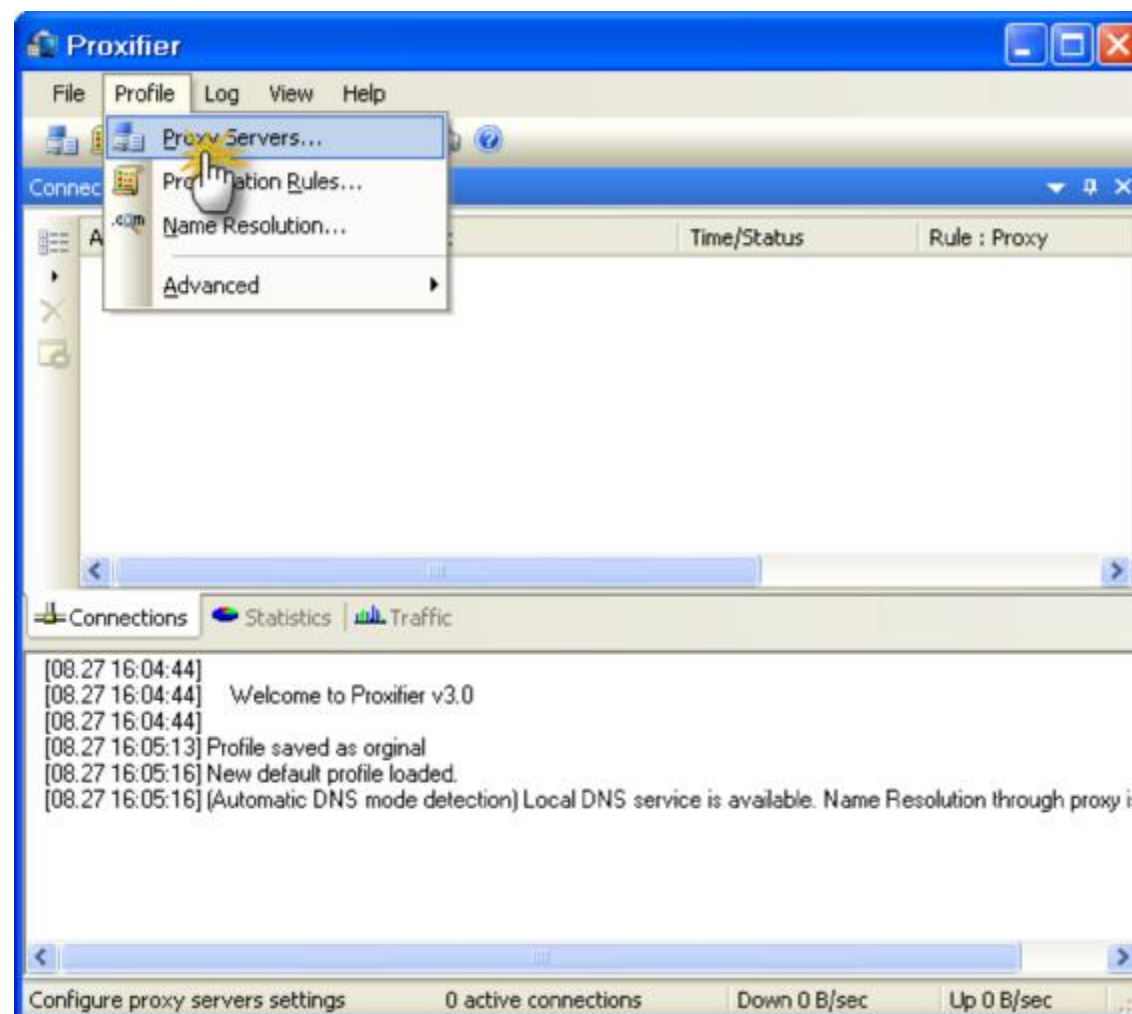 Proxifier
File Profile Log View Help
Proxy Servers...
Rules...
Name Resolution...
Advanced
Connec
A
Time/Status
Rule : Proxy
Connections Statistics Traffic
[08.27 16:04:44]
[08.27 16:04:44] Welcome to Proxifier v3.0
[08.27 16:04:44]
[08.27 16:05:13] Profile saved as orginal
[08.27 16:05:16] New default profile loaded.
[08.27 16:05:16] (Automatic DNS mode detection) Local DNS service is available. Name Resolution through proxy is
Configure proxy servers settings 0 active connections Down 0 B/sec Up 0 B/sec